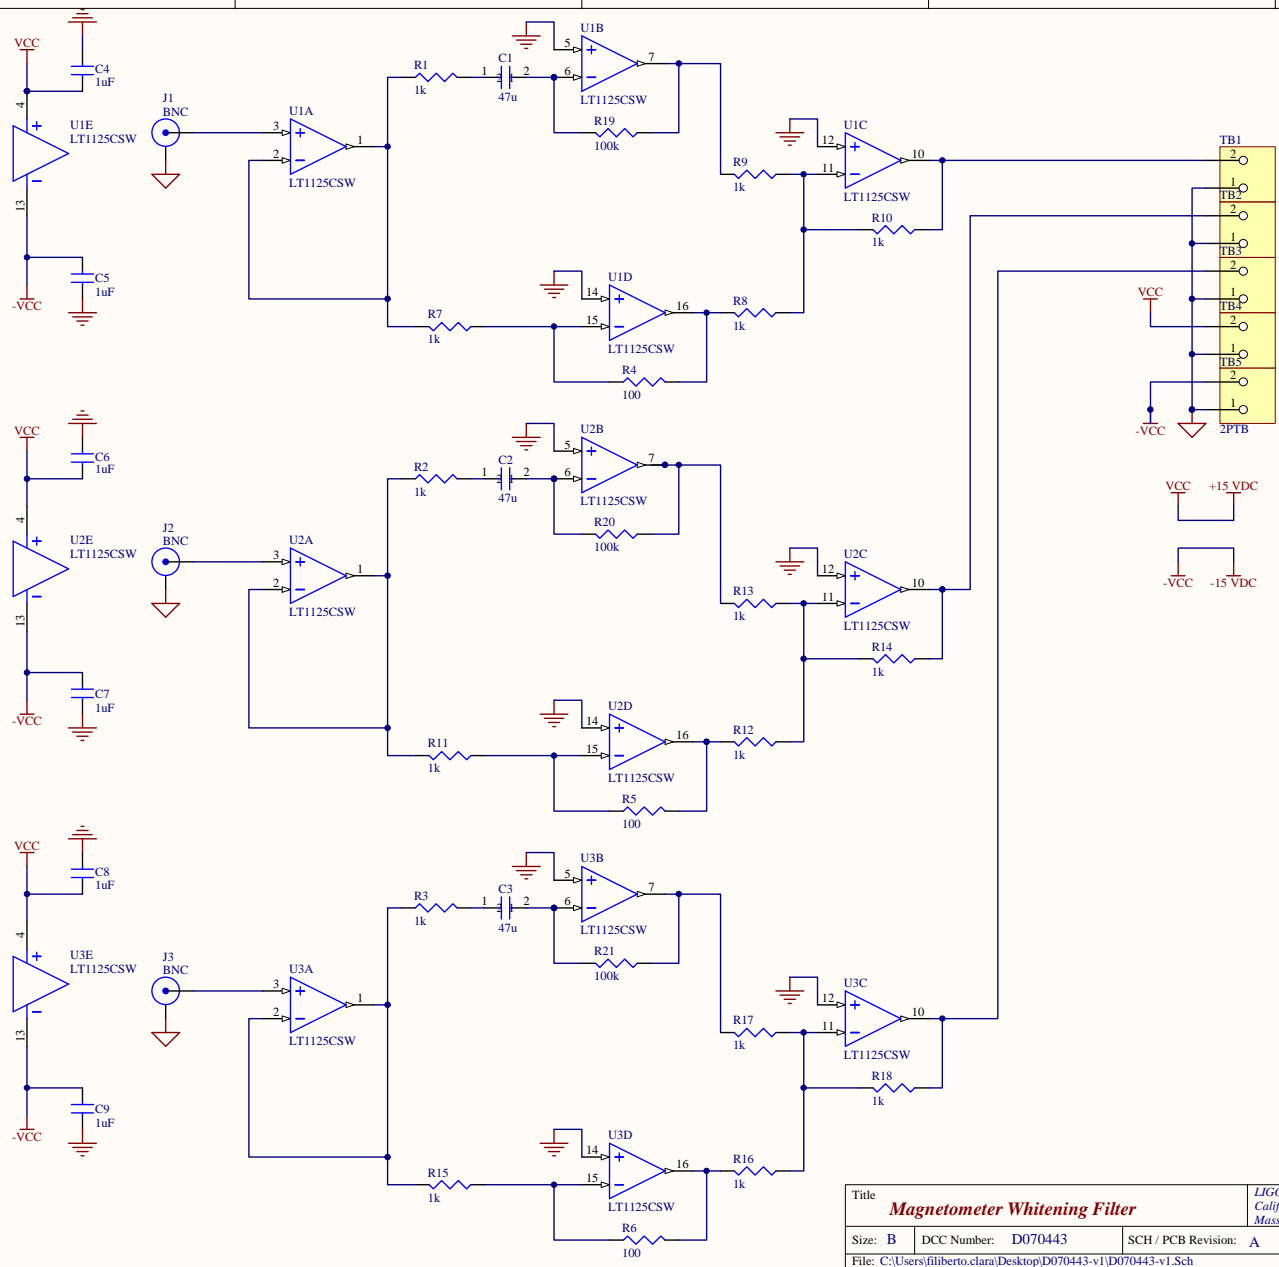 VCC
C4
1uF
4
U1E
LT1125CSW
13
C5
1uF
-VCC
J1
BNC
U1A
3
2
1
LT1125CSW
R1
1k
1
C1
2
47u
U1B
5
6
7
LT1125CSW
R19
100k
R9
1k
U1C
12
11
10
LT1125CSW
R10
1k
R7
1k
U1D
14
15
16
LT1125CSW
R4
100
R8
1k
TB1
2
1
TB2
2
1
TB3
2
1
TB4
2
1
TB5
2
1
2PTB
VCC
-VCC
VCC
+15 VDC
-VCC
-15 VDC
VCC
C6
1uF
4
U2E
LT1125CSW
13
C7
1uF
-VCC
J2
BNC
U2A
3
2
1
LT1125CSW
R2
1k
1
C2
2
47u
U2B
5
6
7
LT1125CSW
R20
100k
R13
1k
U2C
12
11
10
LT1125CSW
R14
1k
R11
1k
U2D
14
15
16
LT1125CSW
R5
100
R12
1k
VCC
C8
1uF
4
U3E
LT1125CSW
13
C9
1uF
-VCC
J3
BNC
U3A
3
2
1
LT1125CSW
R3
1k
1
C3
2
47u
U3B
5
6
7
LT1125CSW
R21
100k
R17
1k
U3C
12
11
10
LT1125CSW
R18
1k
R15
1k
U3D
14
15
16
LT1125CSW
R6
100
R16
1k
Title
Magnetometer Whitening Filter
Size: B
DCC Number: D070443
SCH / PCB Revision: A
File: C:\Users\filiberto.clara\Desktop\D070443-v1\D070443-v1.Sch